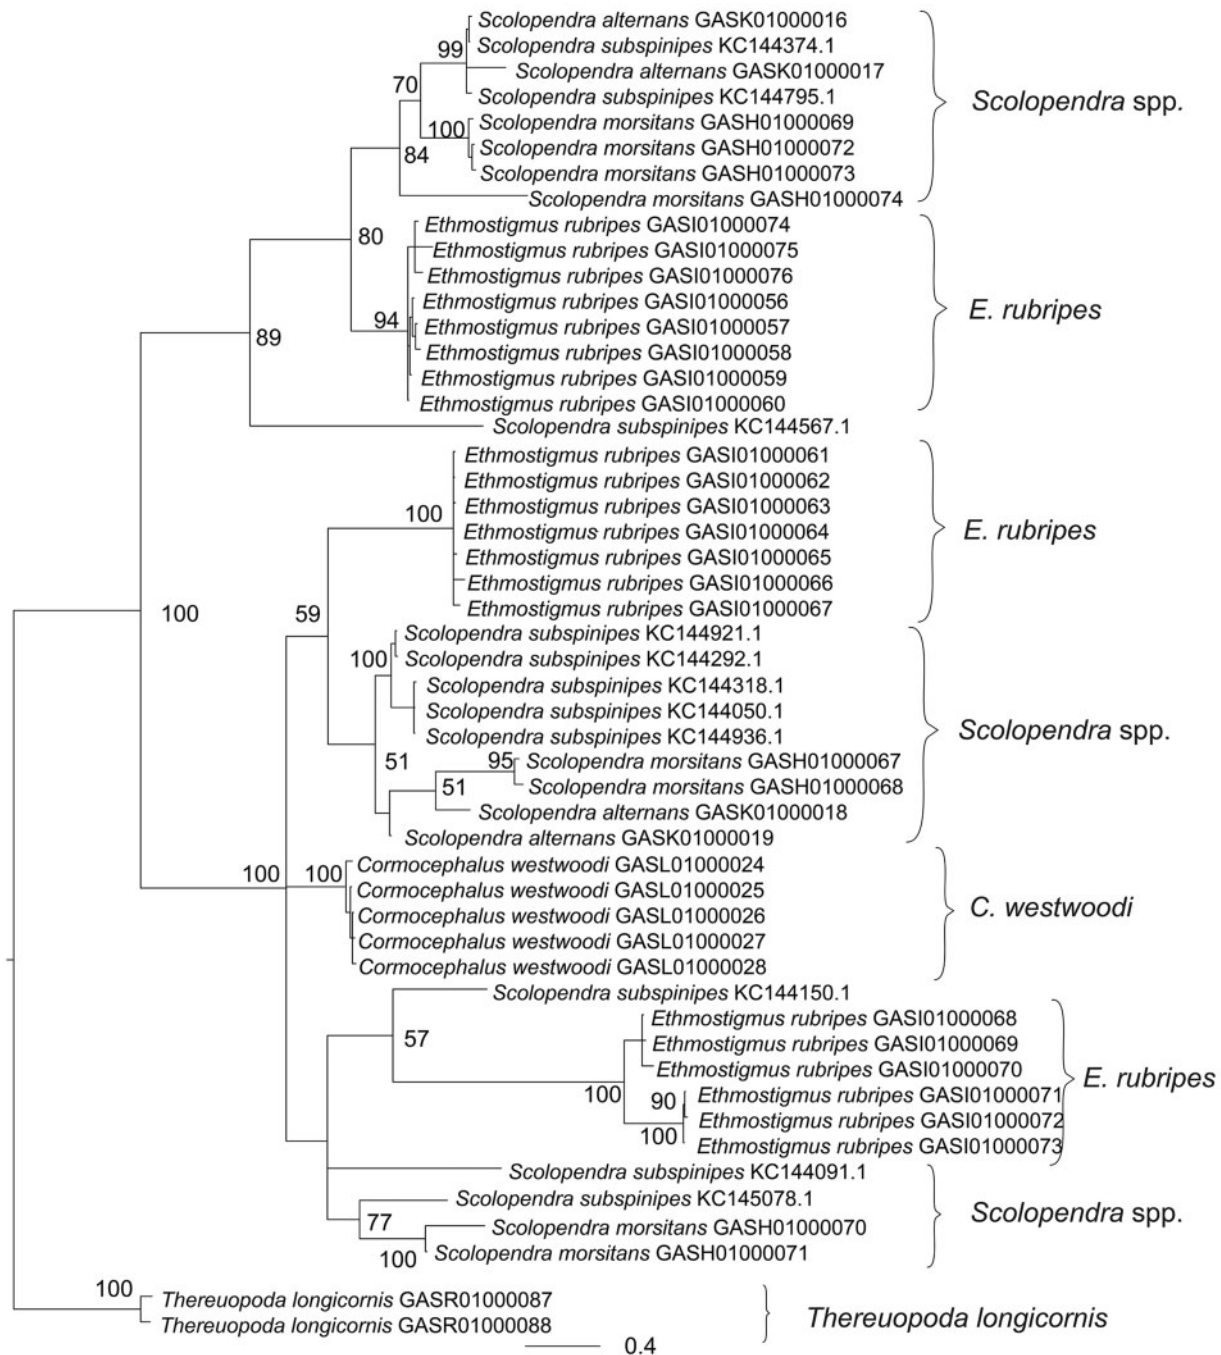 Scolopendra alternans GASK01000016
Scolopendra subspinipes KC144374.1
99
Scolopendra alternans GASK01000017
70
Scolopendra subspinipes KC144795.1
Scolopendra spp.
Scolopendra morsitans GASH01000069
100
Scolopendra morsitans GASH01000072
84
Scolopendra morsitans GASH01000073
Scolopendra morsitans GASH01000074
Ethmostigmus rubripes GASI01000074
80
Ethmostigmus rubripes GASI01000075
Ethmostigmus rubripes GASI01000076
Ethmostigmus rubripes GASI01000056
E. rubripes
94
Ethmostigmus rubripes GASI01000057
89
Ethmostigmus rubripes GASI01000058
Ethmostigmus rubripes GASI01000059
Ethmostigmus rubripes GASI01000060
Scolopendra subspinipes KC144567.1
Ethmostigmus rubripes GASI01000061
Ethmostigmus rubripes GASI01000062
Ethmostigmus rubripes GASI01000063
100
Ethmostigmus rubripes GASI01000064
E. rubripes
Ethmostigmus rubripes GASI01000065
Ethmostigmus rubripes GASI01000066
Ethmostigmus rubripes GASI01000067
100
59
Scolopendra subspinipes KC144921.1
100
Scolopendra subspinipes KC144292.1
Scolopendra subspinipes KC144318.1
Scolopendra subspinipes KC144050.1
Scolopendra subspinipes KC144936.1
Scolopendra spp.
51
95
Scolopendra morsitans GASH01000067
51
Scolopendra morsitans GASH01000068
Scolopendra alternans GASK01000018
Scolopendra alternans GASK01000019
100
100
Cormocephalus westwoodi GASL01000024
Cormocephalus westwoodi GASL01000025
Cormocephalus westwoodi GASL01000026
C. westwoodi
Cormocephalus westwoodi GASL01000027
Cormocephalus westwoodi GASL01000028
Scolopendra subspinipes KC144150.1
57
Ethmostigmus rubripes GASI01000068
Ethmostigmus rubripes GASI01000069
Ethmostigmus rubripes GASI01000070
E. rubripes
100
90
Ethmostigmus rubripes GASI01000071
Ethmostigmus rubripes GASI01000072
100
Ethmostigmus rubripes GASI01000073
Scolopendra subspinipes KC144091.1
Scolopendra subspinipes KC145078.1
77
Scolopendra spp.
Scolopendra morsitans GASH01000070
100
Scolopendra morsitans GASH01000071
100
Thereuopoda longicornis GASR01000087
Thereuopoda longicornis GASR01000088
Thereuopoda longicornis
0.4